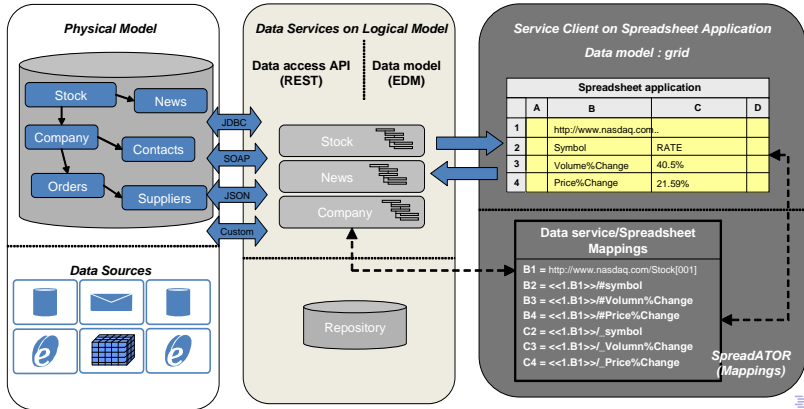 Physical Model
Stock
News
Company
Contacts
Orders
Suppliers
Data Sources
JDBC
SOAP
JSON
Custom
Data Services on Logical Model
Data access API
(REST)
Data model
(EDM)
Stock
News
Company
Repository
Service Client on Spreadsheet Application
Data model : grid
Spreadsheet application
A B C D
1 http://www.nasdaq.com..
2 Symbol RATE
3 Volume%Change 40.5%
4 Price%Change 21.59%
Data service/Spreadsheet
Mappings
B1 = http://www.nasdaq.com/Stock[001]
B2 = <<1.B1>>/#symbol
B3 = <<1.B1>>/#Volumn%Change
B4 = <<1.B1>>/#Price%Change
C2 = <<1.B1>>/_symbol
C3 = <<1.B1>>/_Volumn%Change
C4 = <<1.B1>>/_Price%Change
SpreadATOR
(Mappings)